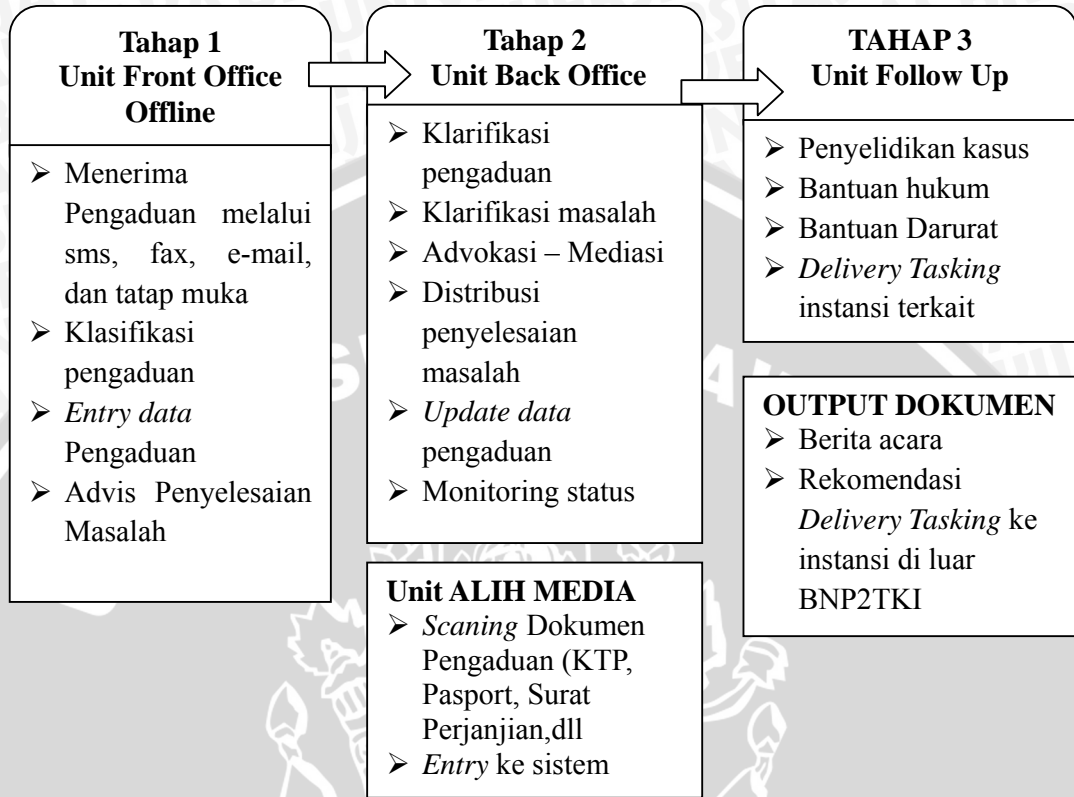 Tahap 1
Unit Front Office
Offline
➢ Menerima
Pengaduan melalui
sms, fax, e-mail,
dan tatap muka
➢ Klasifikasi
pengaduan
➢ Entry data
Pengaduan
➢ Advis Penyelesaian
Masalah
Tahap 2
Unit Back Office
➢ Klarifikasi
pengaduan
➢ Klarifikasi masalah
➢ Advokasi – Mediasi
➢ Distribusi
penyelesaian
masalah
➢ Update data
pengaduan
➢ Monitoring status
Unit ALIH MEDIA
➢ Scaning Dokumen
Pengaduan (KTP,
Pasport, Surat
Perjanjian,dll
➢ Entry ke sistem
TAHAP 3
Unit Follow Up
➢ Penyelidikan kasus
➢ Bantuan hukum
➢ Bantuan Darurat
➢ Delivery Tasking
instansi terkait
OUTPUT DOKUMEN
➢ Berita acara
➢ Rekomendasi
Delivery Tasking ke
instansi di luar
BNP2TKI